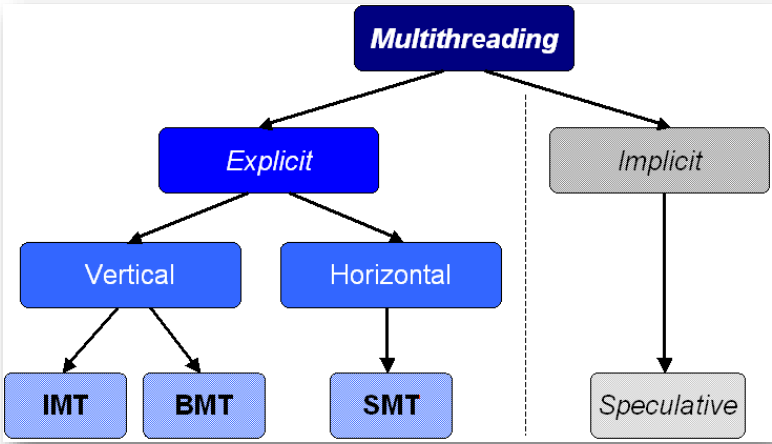 Multithreading
Explicit
Implicit
Vertical
Horizontal
IMT
BMT
SMT
Speculative